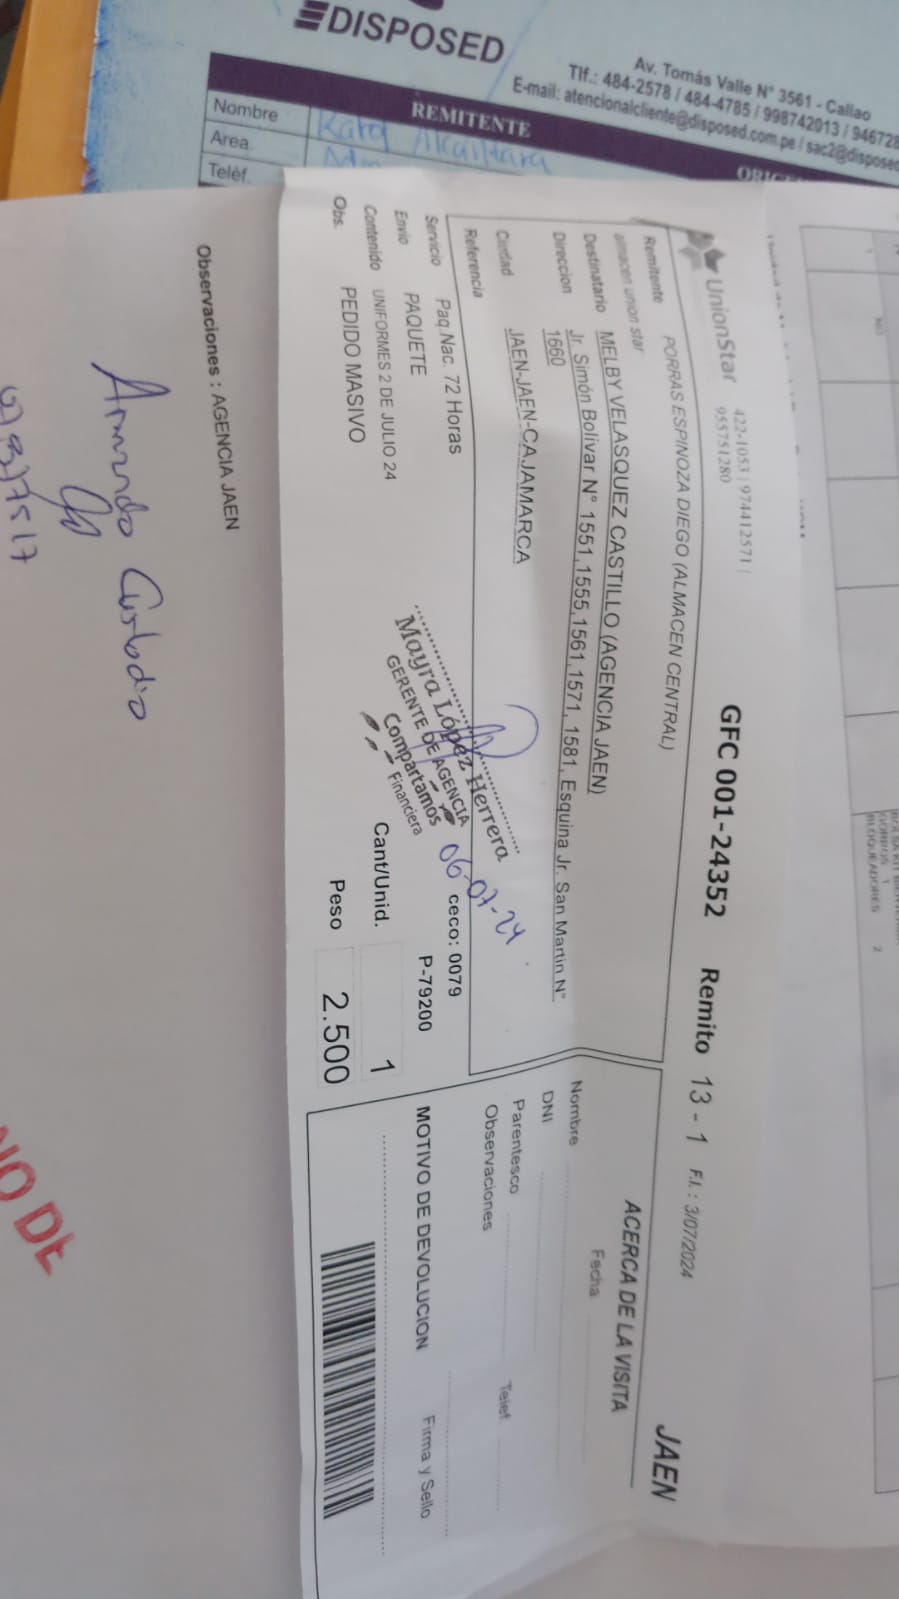 DISPOSED
Av. Tomás Valle N° 3561 - Callao
Tlf.: 484-2578 / 484-4785 / 998742013 / 946728
E-mail: atencionalcliente@disposed.com.pe / sac2@disposed
REMITENTE
Nombre
Area.
Teléf.
UnionStar
422-1053 | 974412571 |
955751280
GFC 001-24352 Remito 13 - 1 F.I. : 3/07/2024
JAEN
Remitente PORRAS ESPINOZA DIEGO (ALMACEN CENTRAL)
almacen union star
Destinatario MELBY VELASQUEZ CASTILLO (AGENCIA JAEN)
Direccion Jr. Simón Bolivar N° 1551,1555,1561,1571, 1581, Esquina Jr. San Martin N°
1660
Ciudad JAEN-JAEN-CAJAMARCA
Referencia
Servicio Paq.Nac. 72 Horas ceco: 0079
Envio PAQUETE P-79200
Contenido UNIFORMES 2 DE JULIO 24 Cant/Unid. 1
Obs. PEDIDO MASIVO Peso 2.500
Mayra López Herrera
GERENTE DE AGENCIA
Compartamos
Financiera
06-07-24
ACERCA DE LA VISITA
Fecha
Nombre
DNI
Parentesco Telef.
Observaciones
MOTIVO DE DEVOLUCION
Firma y Sello
Observaciones : AGENCIA JAEN
Armando Custodio
BLOQUEADORES 2